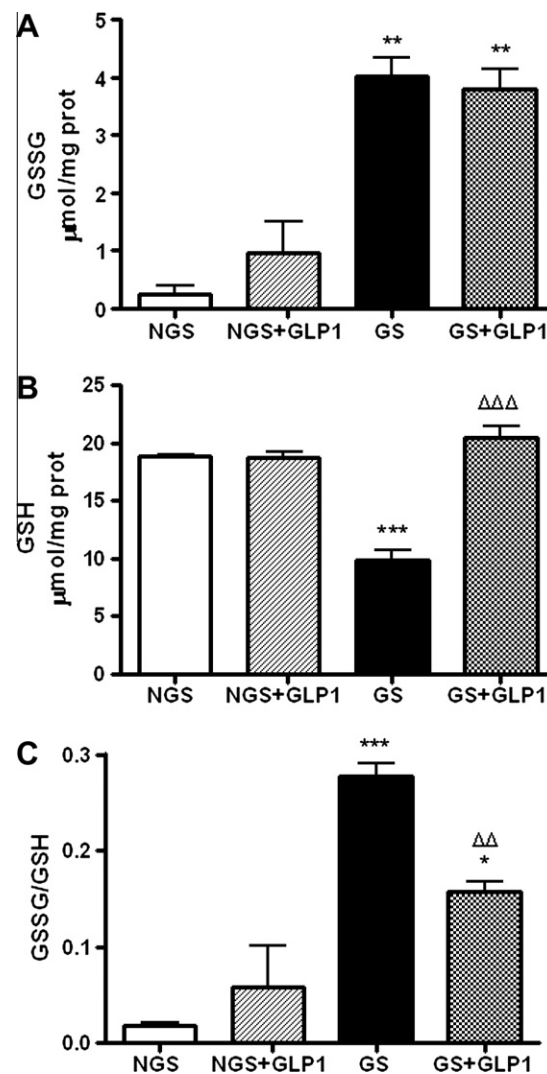 A
GSSG
µmol/mg prot
5
4
3
2
1
0
** **
NGS NGS+GLP1 GS GS+GLP1
B
GSH
µmol/mg prot
25
20
15
10
5
0
*** ΔΔΔ
NGS NGS+GLP1 GS GS+GLP1
C
GSSG/GSH
0.3
0.2
0.1
0.0
***
ΔΔ
*
NGS NGS+GLP1 GS GS+GLP1